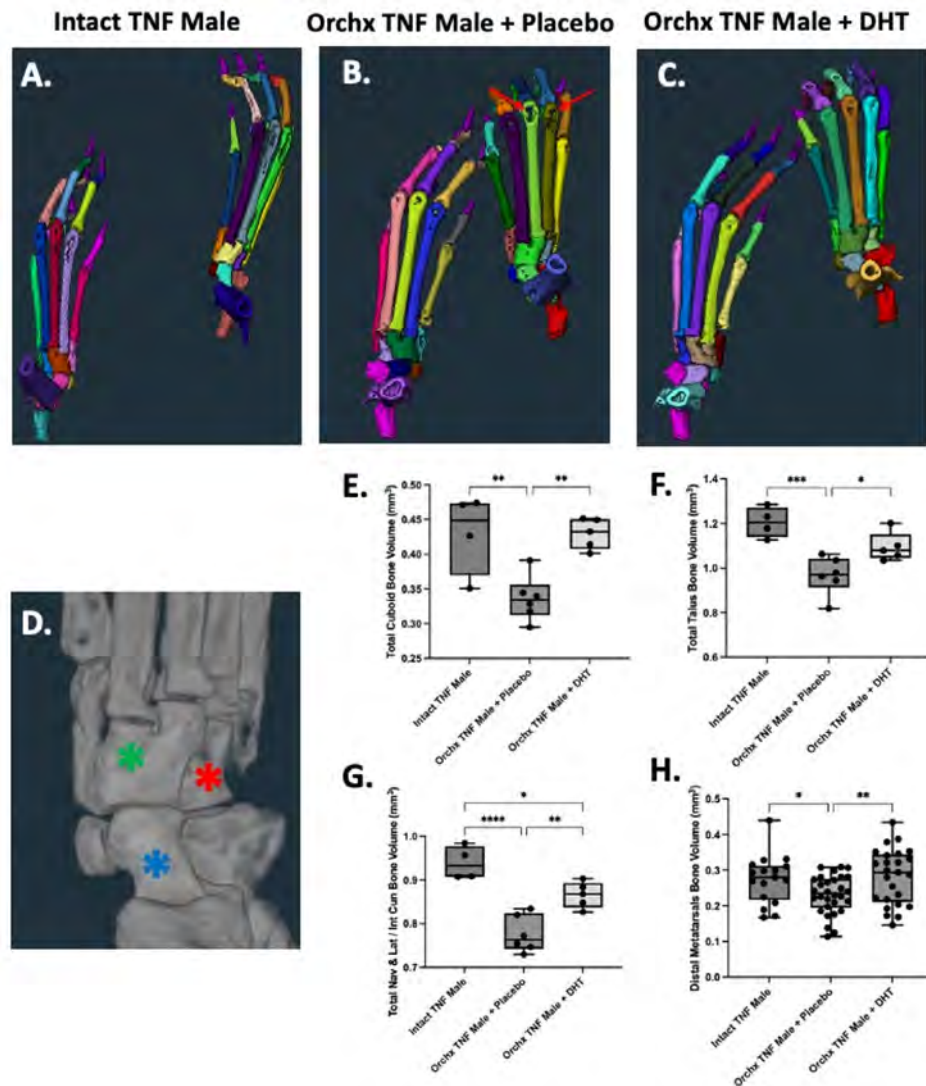 Intact TNF Male
Orchx TNF Male + Placebo
Orchx TNF Male + DHT
A.
B.
C.
D.
E.
Total Cuboid Bone Volume (mm³)
0.50
0.45
0.40
0.35
0.30
0.25
**
**
Intact TNF Male
Orchx TNF Male + Placebo
Orchx TNF Male + DHT
F.
Total Talus Bone Volume (mm³)
1.4
1.2
1.0
0.8
0.6
***
*
Intact TNF Male
Orchx TNF Male + Placebo
Orchx TNF Male + DHT
G.
Total Nav & Lat / Int Cun Bone Volume (mm³)
1.0
0.9
0.8
0.7
*
****
**
Intact TNF Male
Orchx TNF Male + Placebo
Orchx TNF Male + DHT
H.
Distal Metatarsals Bone Volume (mm³)
0.5
0.4
0.3
0.2
0.1
0.0
*
**
Intact TNF Male
Orchx TNF Male + Placebo
Orchx TNF Male + DHT